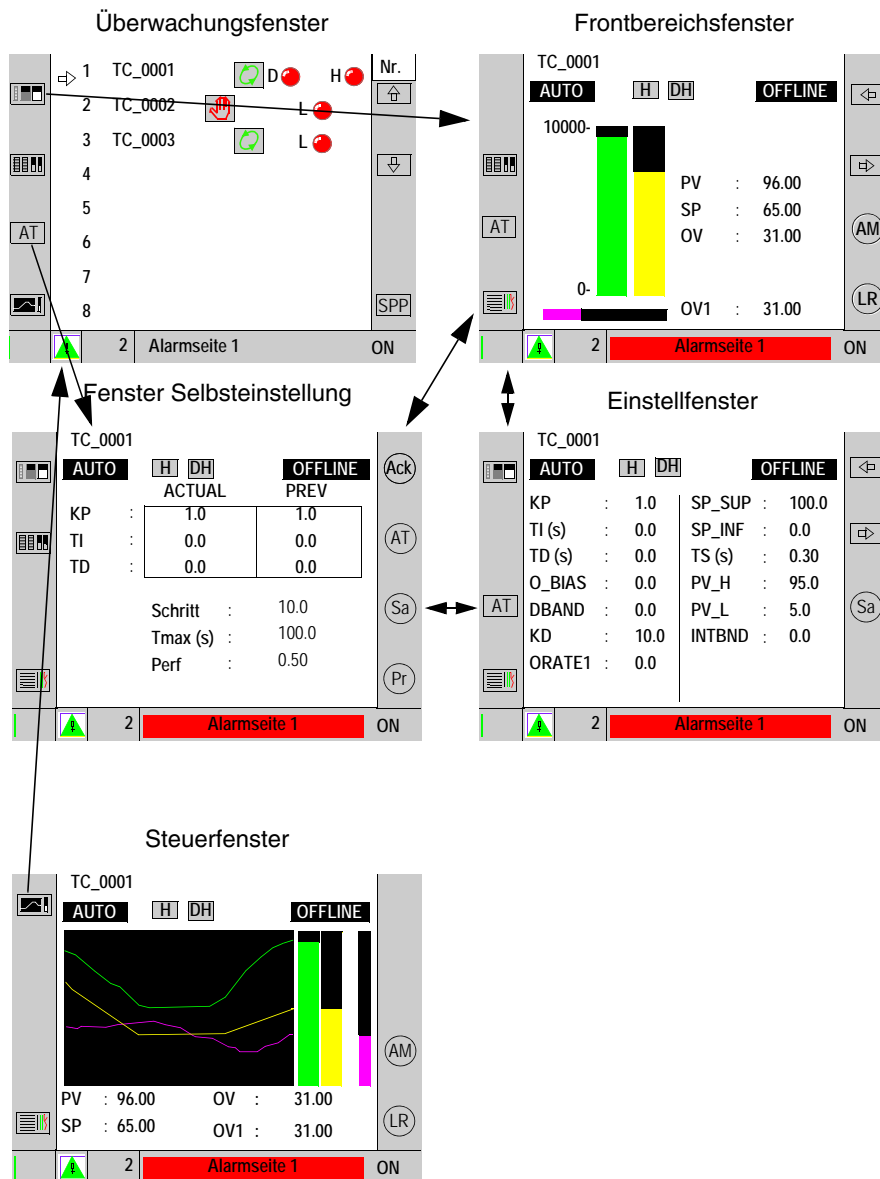 Überwachungsfenster
1 TC_0001 D H Nr.
2 TC_0002 L
3 TC_0003 L
4
5
AT
6
7
8 SPP
2 Alarmseite 1 ON
Frontbereichsfenster
TC_0001
AUTO H DH OFFLINE
10000-
PV : 96.00
SP : 65.00
AT OV : 31.00 AM
0-
OV1 : 31.00 LR
2 Alarmseite 1 ON
Fenster Selbsteinstellung
TC_0001
AUTO H DH OFFLINE Ack
ACTUAL PREV
KP : 1.0 1.0
TI : 0.0 0.0 AT
TD : 0.0 0.0
Schritt : 10.0 Sa
Tmax (s) : 100.0
Perf : 0.50
Pr
2 Alarmseite 1 ON
Einstellfenster
TC_0001
AUTO H DH OFFLINE
KP : 1.0 SP_SUP : 100.0
TI (s) : 0.0 SP_INF : 0.0
TD (s) : 0.0 TS (s) : 0.30
O_BIAS : 0.0 PV_H : 95.0
AT DBAND : 0.0 PV_L : 5.0 Sa
KD : 10.0 INTBND : 0.0
ORATE1 : 0.0
2 Alarmseite 1 ON
Steuerfenster
TC_0001
AUTO H DH OFFLINE
AM
PV : 96.00 OV : 31.00
SP : 65.00 OV1 : 31.00 LR
2 Alarmseite 1 ON